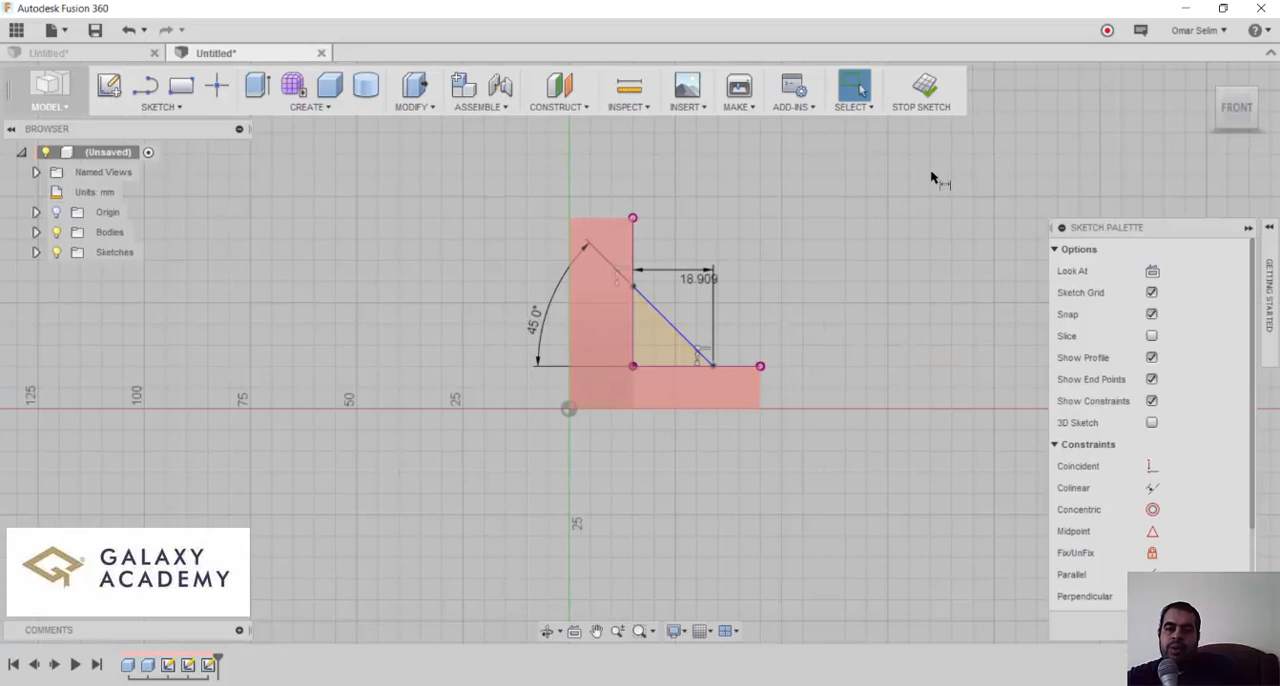 Autodesk Fusion 360
Omar Selim
Untitled*
Untitled*
MODEL
SKETCH
CREATE
MODIFY
ASSEMBLE
CONSTRUCT
INSPECT
INSERT
MAKE
ADD-INS
SELECT
STOP SKETCH
FRONT
BROWSER
(Unsaved)
Named Views
Units: mm
Origin
Bodies
Sketches
18.909
45.0°
125
100
75
50
25
25
SKETCH PALETTE
Options
Look At
Sketch Grid
Snap
Slice
Show Profile
Show End Points
Show Constraints
3D Sketch
Constraints
Coincident
Colinear
Concentric
Midpoint
Fix/UnFix
Parallel
Perpendicular
GETTING STARTED
GALAXY
ACADEMY
COMMENTS